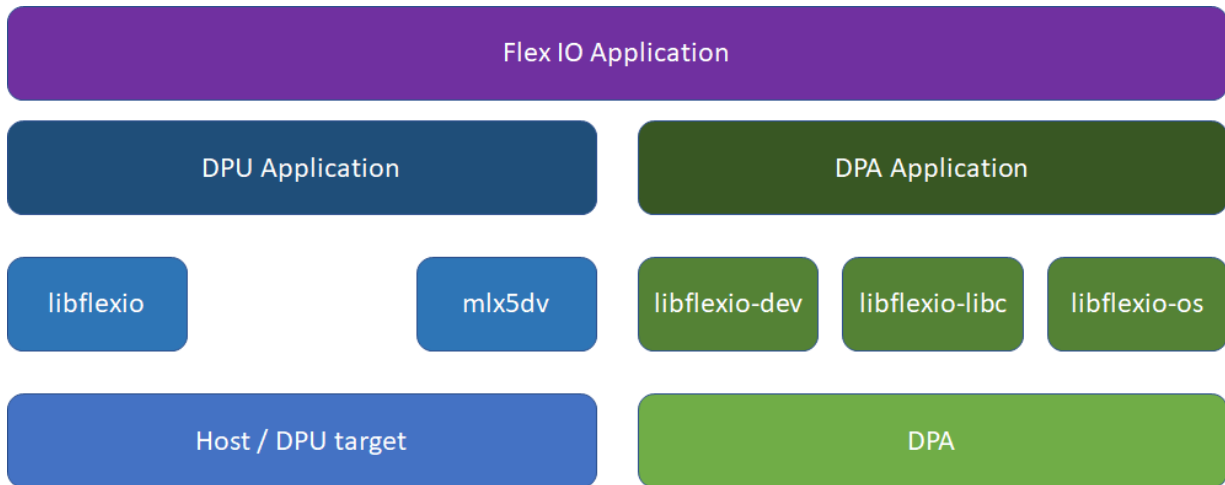 Flex IO Application
DPU Application
DPA Application
libflexio
mlx5dv
libflexio-dev
libflexio-libc
libflexio-os
Host / DPU target
DPA